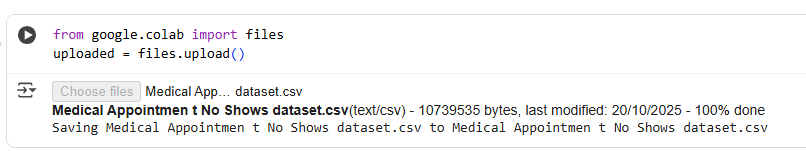 from google.colab import files
uploaded = files.upload()
Choose files Medical App... dataset.csv
Medical Appointmen t No Shows dataset.csv(text/csv) - 10739535 bytes, last modified: 20/10/2025 - 100% done
Saving Medical Appointmen t No Shows dataset.csv to Medical Appointmen t No Shows dataset.csv